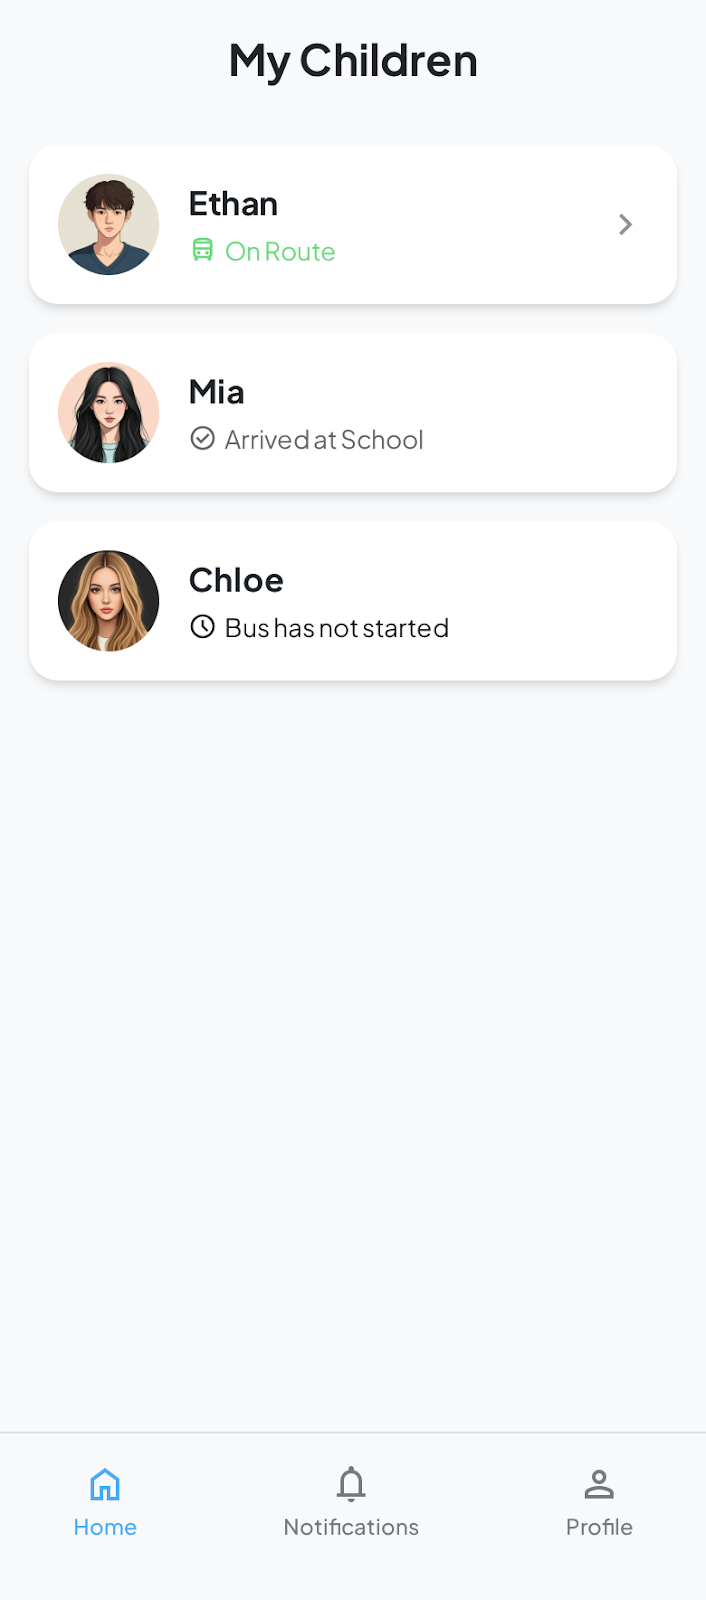 My Children
Ethan
On Route
Mia
Arrived at School
Chloe
Bus has not started
Home
Notifications
Profile